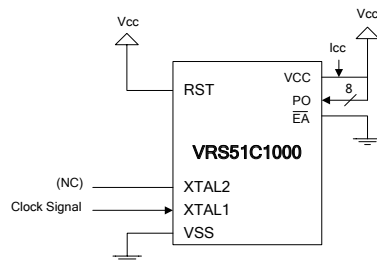 Vcc
Vcc
Icc
VCC
RST
8
PO
EA
VRS51C1000
(NC)
XTAL2
Clock Signal
XTAL1
VSS